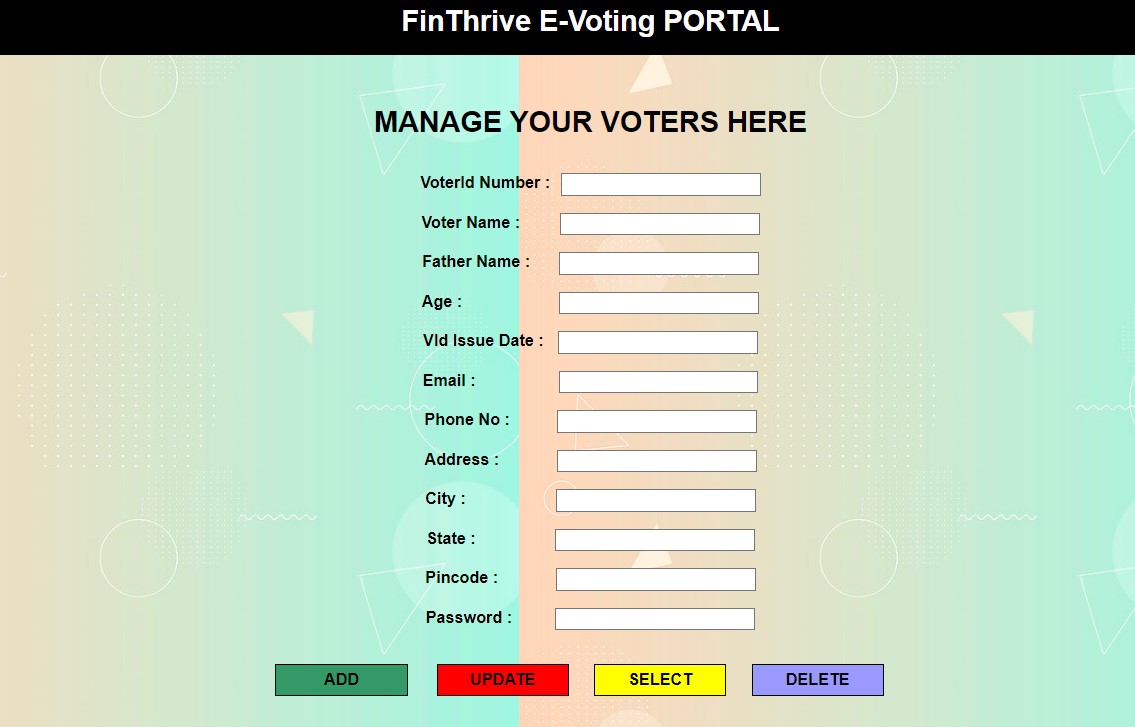 FinThrive E-Voting PORTAL
MANAGE YOUR VOTERS HERE
VoterId Number :
Voter Name :
Father Name :
Age :
VId Issue Date :
Email :
Phone No :
Address :
City :
State :
Pincode :
Password :
ADD UPDATE SELECT DELETE